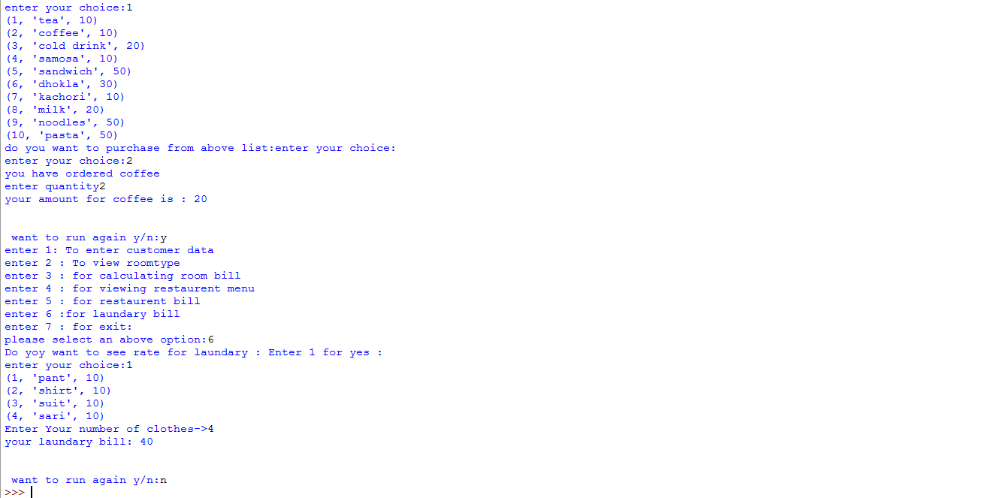 enter your choice:1
(1, 'tea', 10)
(2, 'coffee', 10)
(3, 'cold drink', 20)
(4, 'samosa', 10)
(5, 'sandwich', 50)
(6, 'dhokla', 30)
(7, 'kachori', 10)
(8, 'milk', 20)
(9, 'noodles', 50)
(10, 'pasta', 50)
do you want to purchase from above list:enter your choice:
enter your choice:2
you have ordered coffee
enter quantity2
your amount for coffee is : 20
want to run again y/n:y
enter 1: To enter customer data
enter 2 : To view roomtype
enter 3 : for calculating room bill
enter 4 : for viewing restaurent menu
enter 5 : for restaurent bill
enter 6 :for laundary bill
enter 7 : for exit:
please select an above option:6
Do yoy want to see rate for laundary : Enter 1 for yes :
enter your choice:1
(1, 'pant', 10)
(2, 'shirt', 10)
(3, 'suit', 10)
(4, 'sari', 10)
Enter Your number of clothes->4
your laundary bill: 40
want to run again y/n:n
>>>